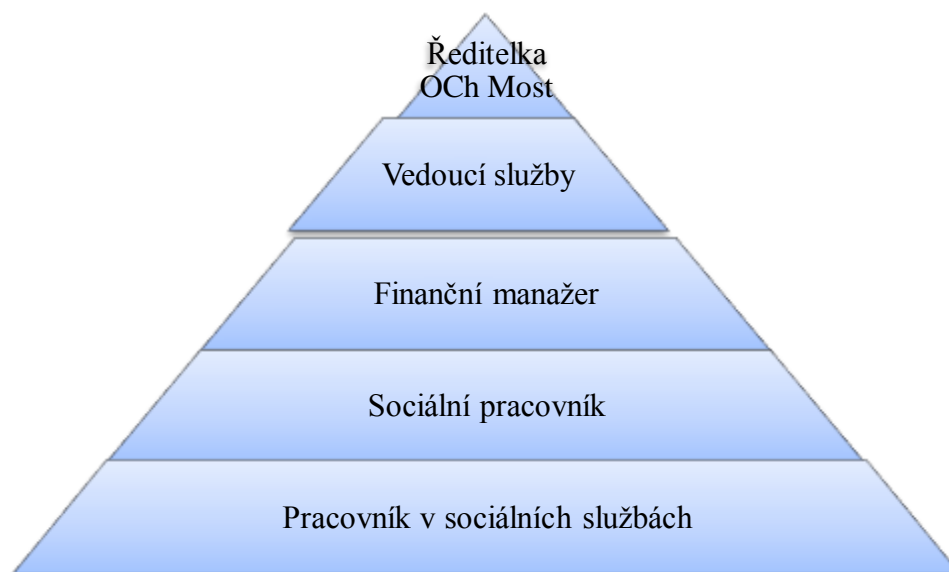 Ředitelka
OCh Most
Vedoucí služby
Finanční manažer
Sociální pracovník
Pracovník v sociálních službách